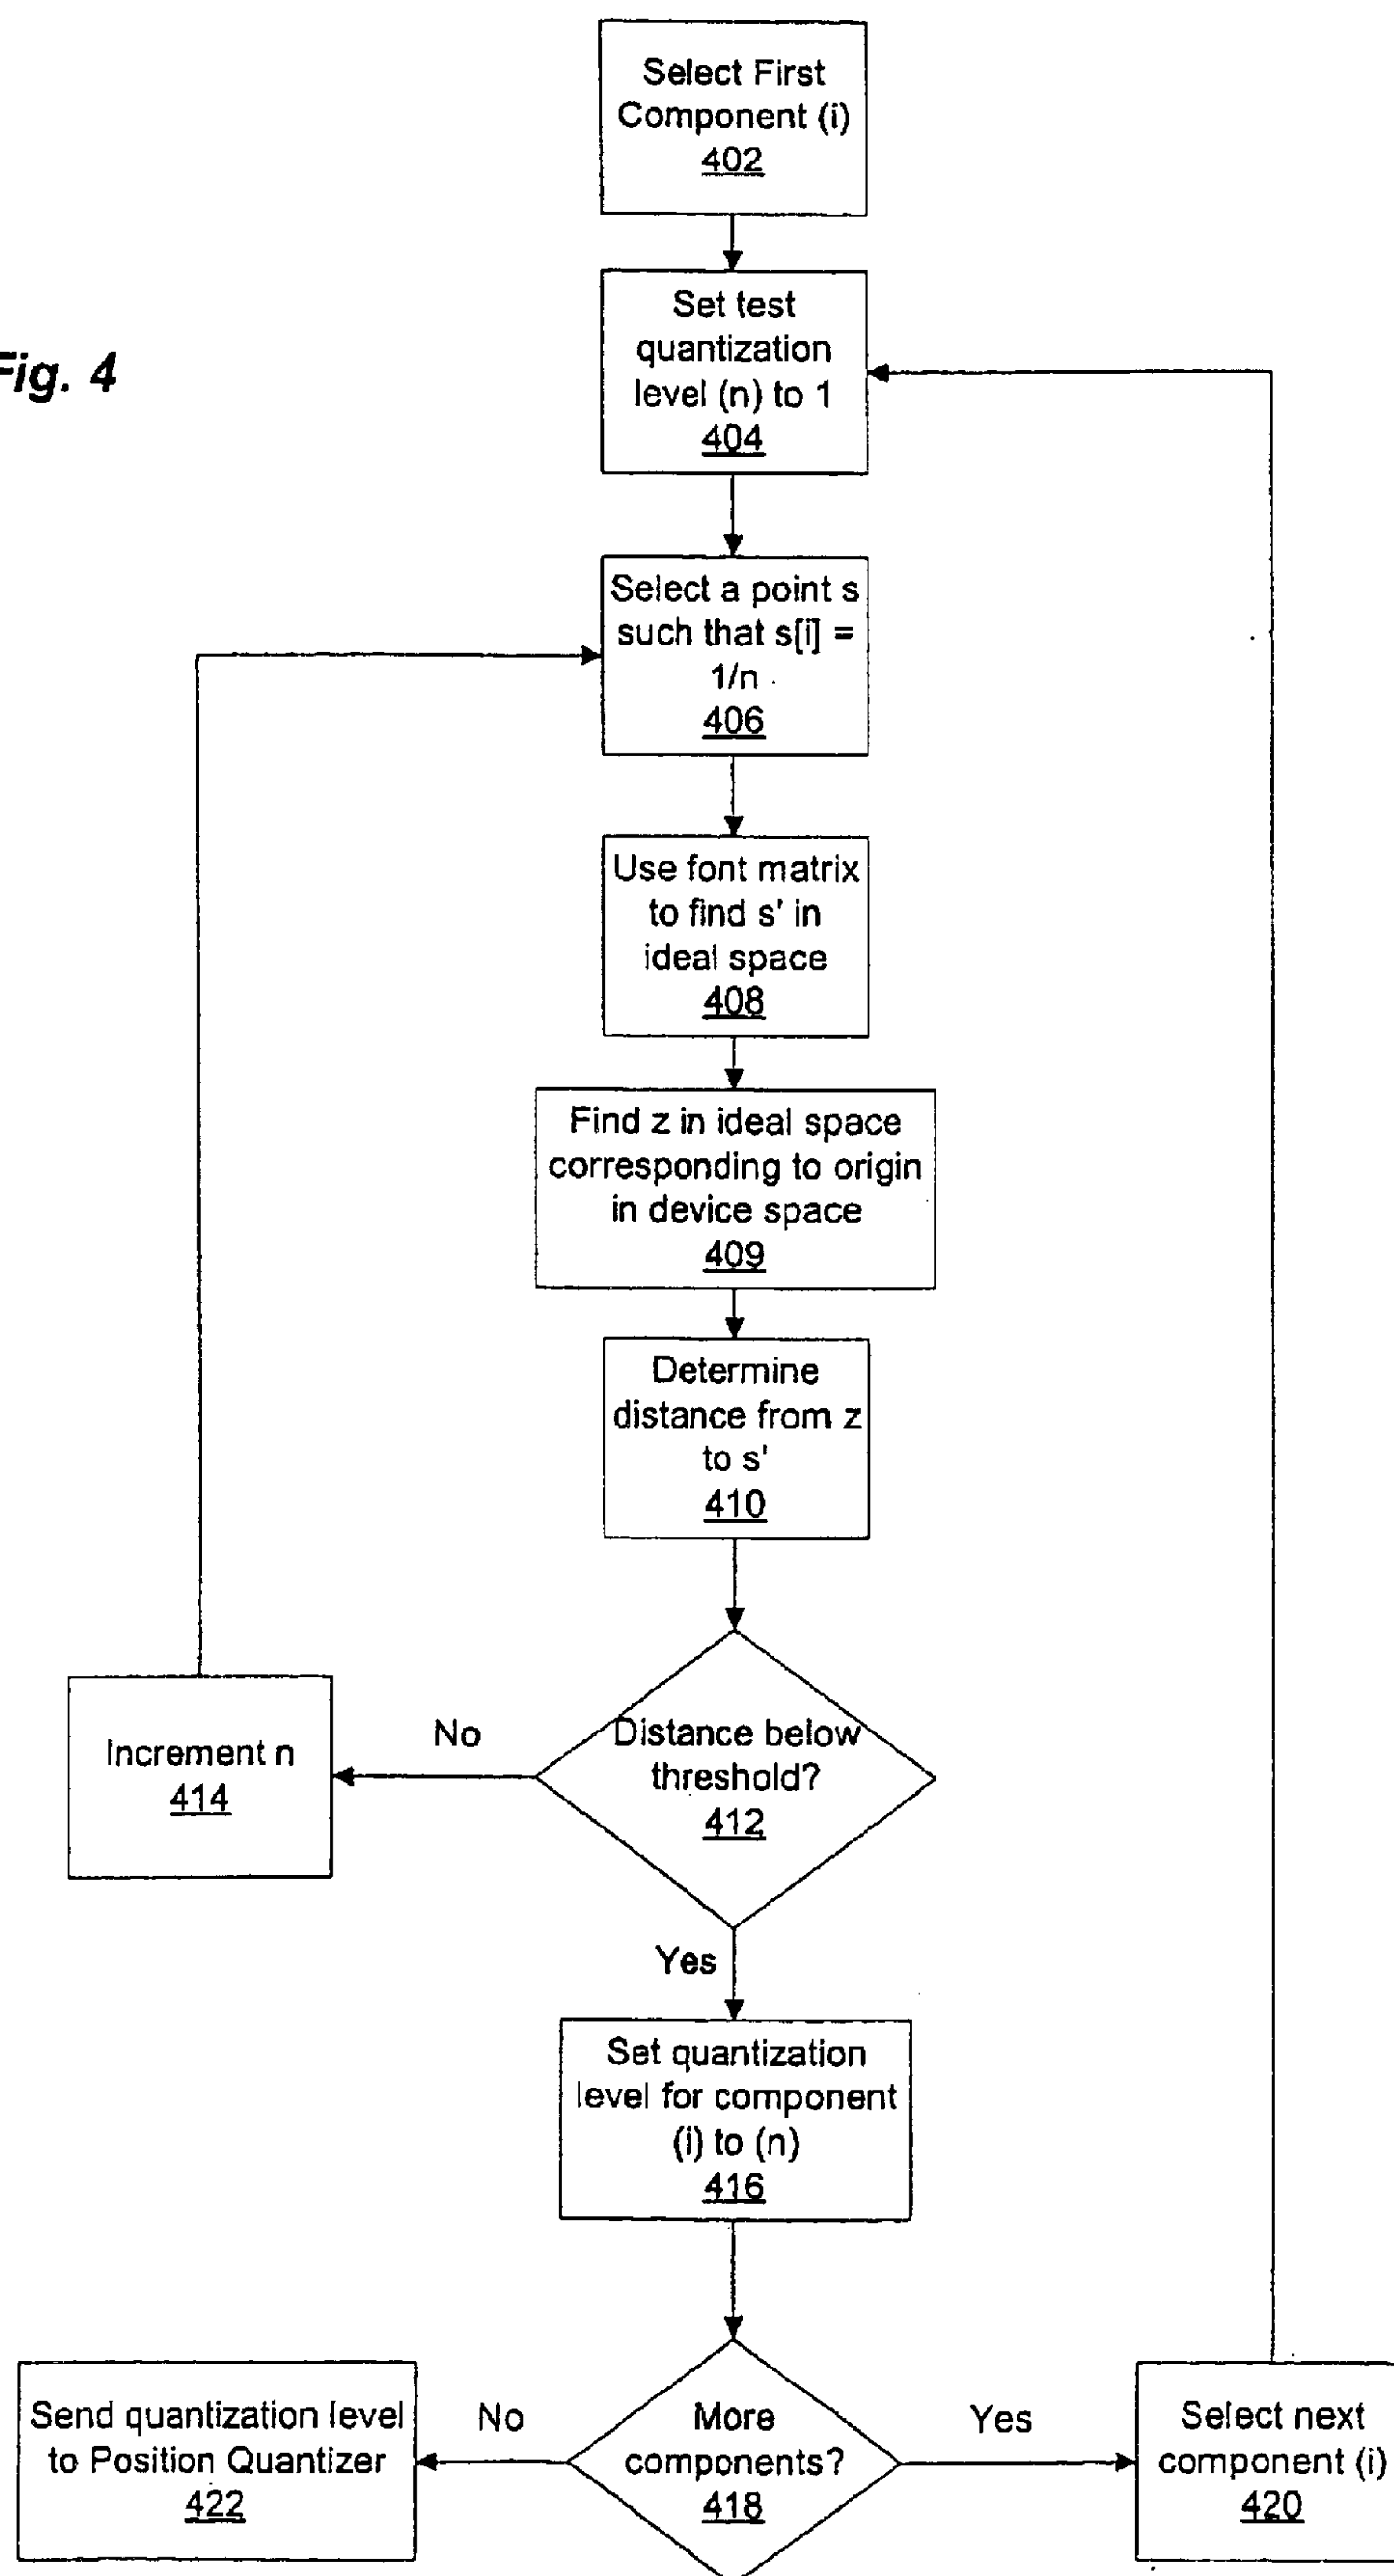 Select First
Component (i)
402
Fig. 4
Set test
quantization
level (n) to 1
404
Select a point s
such that s[i] =
1/n
406
Use font matrix
to find s' in
ideal space
408
Find z in ideal space
corresponding to origin
in device space
409
Determine
distance from z
to s'
410
Distance below
threshold?
412
No
Increment n
414
Yes
Set quantization
level for component
(i) to (n)
416
More
components?
418
No
Send quantization level
to Position Quantizer
422
Yes
Select next
component (i)
420